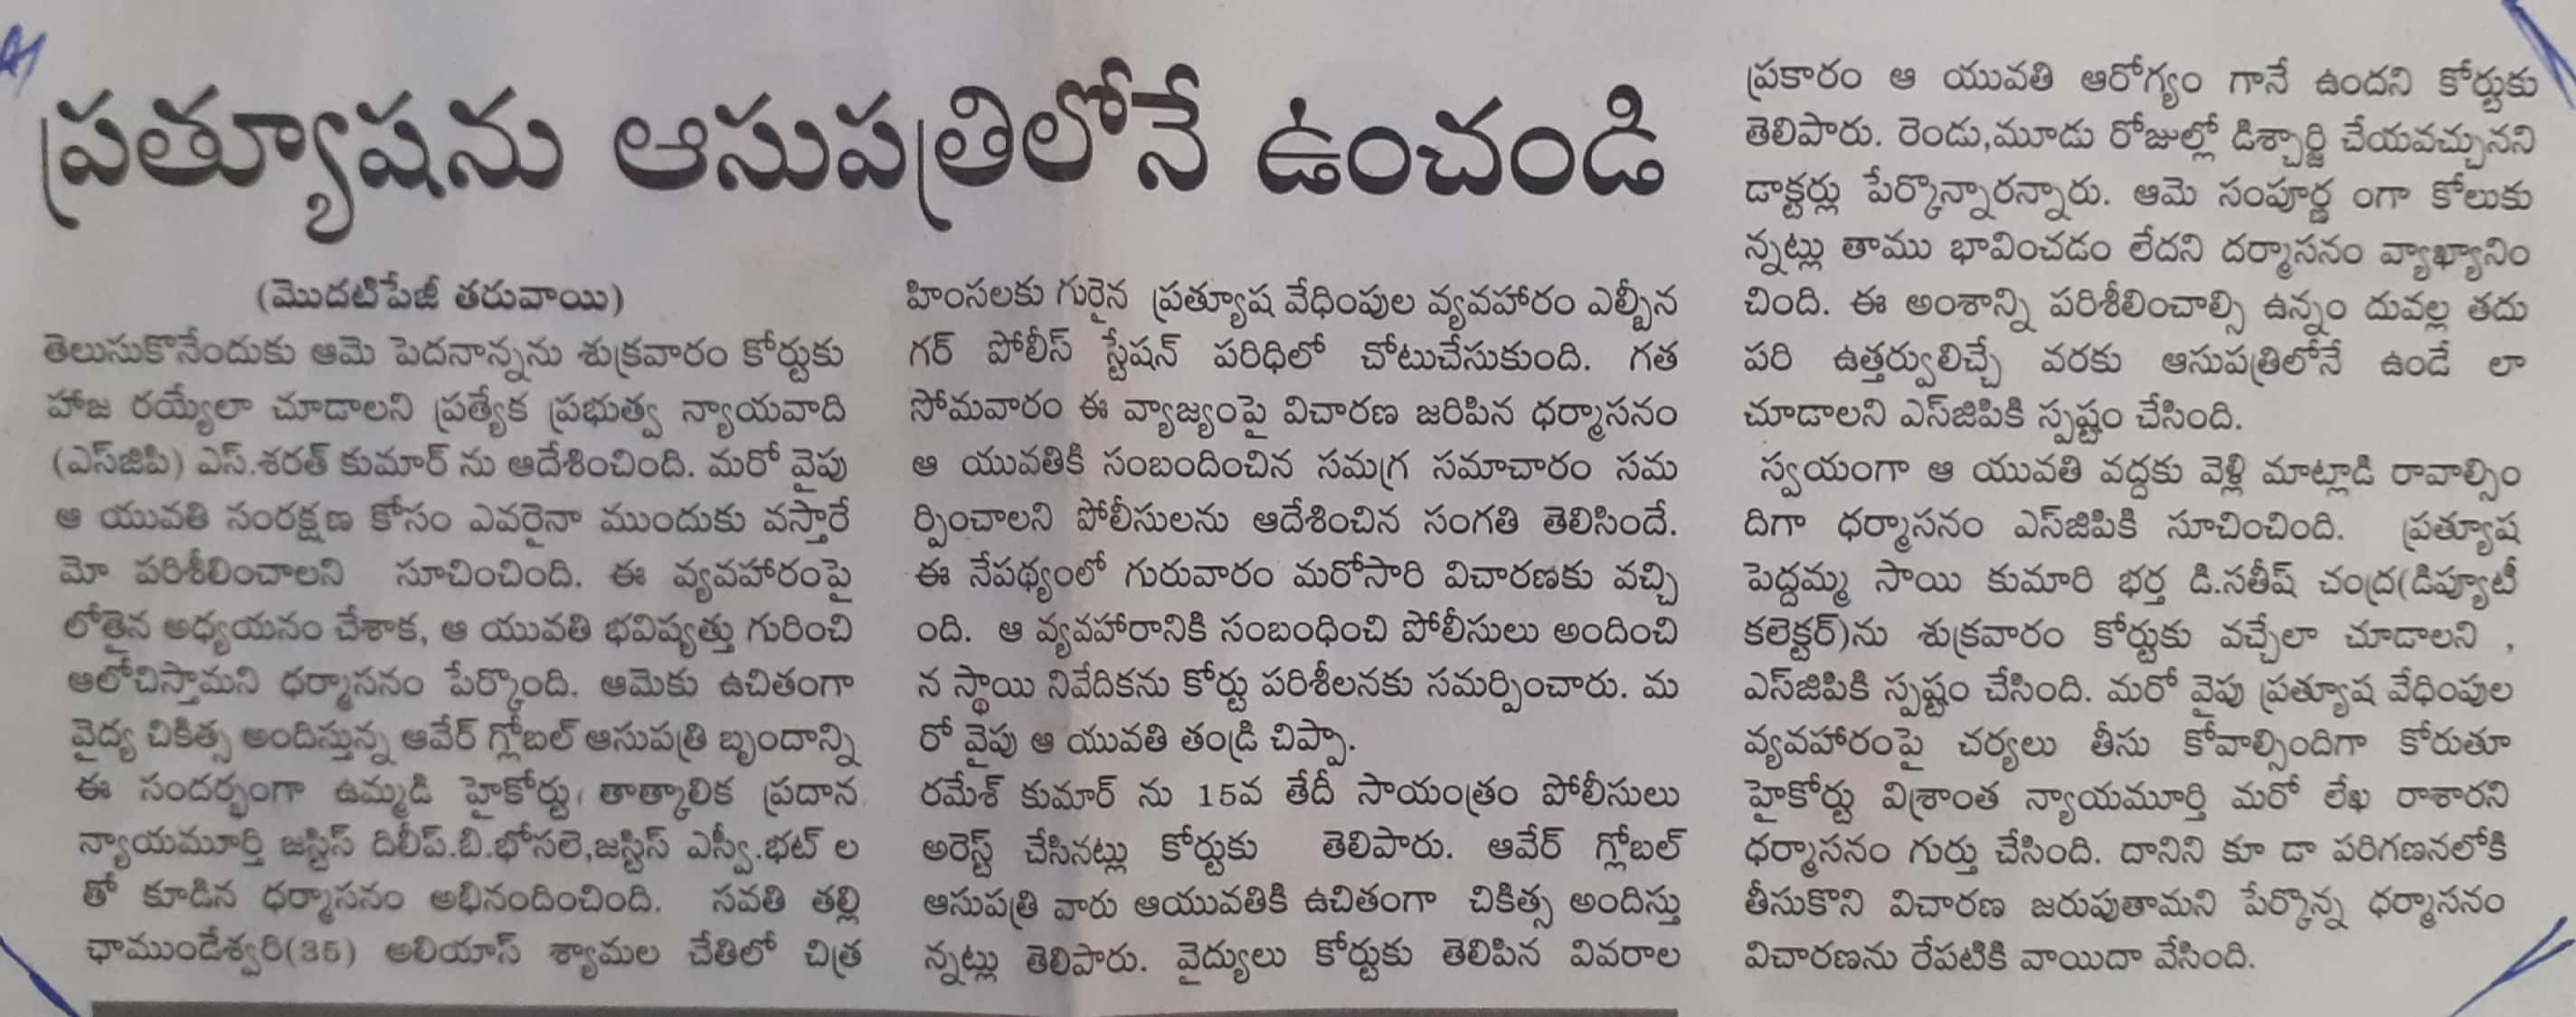 ప్రత్యూషను ఆసుపత్రిలోనే ఉంచండి
(మొదటిపేజీ తరువాయి)
తెలుసుకొనేందుకు ఆమె పెదనాన్నను శుక్రవారం కోర్టుకు
హాజ రయ్యేలా చూడాలని ప్రత్యేక ప్రభుత్వ న్యాయవాది
(ఎస్‌జిపి) ఎస్.శరత్ కుమార్ ను ఆదేశించింది. మరో వైపు
ఆ యువతి సంరక్షణ కోసం ఎవరైనా ముందుకు వస్తారే
మో పరిశీలించాలని సూచించింది. ఈ వ్యవహారంపై
లోతైన అధ్యయనం చేశాక, ఆ యువతి భవిష్యత్తు గురించి
ఆలోచిస్తామని ధర్మాసనం పేర్కొంది. ఆమెకు ఉచితంగా
వైద్య చికిత్స అందిస్తున్న ఆవేర్ గ్లోబల్ ఆసుపత్రి బృందాన్ని
ఈ సందర్భంగా ఉమ్మడి హైకోర్టు తాత్కాలిక ప్రదాన
న్యాయమూర్తి జస్టిస్ దిలీప్.బి.భోసలె,జస్టిస్ ఎస్వీ.భట్ ల
తో కూడిన ధర్మాసనం అభినందించింది. సవతి తల్లి
ఛాముండేశ్వరి(35) అలియాస్ శ్యామల చేతిలో చిత్ర
హింసలకు గురైన ప్రత్యూష వేధింపుల వ్యవహారం ఎల్బీన
గర్ పోలీస్ స్టేషన్ పరిధిలో చోటుచేసుకుంది. గత
సోమవారం ఈ వ్యాజ్యంపై విచారణ జరిపిన ధర్మాసనం
ఆ యువతికి సంబందించిన సమగ్ర సమాచారం సమ
ర్పించాలని పోలీసులను ఆదేశించిన సంగతి తెలిసిందే.
ఈ నేపథ్యంలో గురువారం మరోసారి విచారణకు వచ్చి
ంది. ఆ వ్యవహారానికి సంబంధించి పోలీసులు అందించి
న స్థాయి నివేదికను కోర్టు పరిశీలనకు సమర్పించారు. మ
రో వైపు ఆ యువతి తండ్రి చిప్పా.
రమేశ్ కుమార్ ను 15వ తేదీ సాయంత్రం పోలీసులు
అరెస్ట్ చేసినట్లు కోర్టుకు తెలిపారు. ఆవేర్ గ్లోబల్
ఆసుపత్రి వారు ఆయువతికి ఉచితంగా చికిత్స అందిస్తు
న్నట్లు తెలిపారు. వైద్యులు కోర్టుకు తెలిపిన వివరాల
ప్రకారం ఆ యువతి ఆరోగ్యం గానే ఉందని కోర్టుకు
తెలిపారు. రెండు,మూడు రోజుల్లో డిశ్చార్జి చేయవచ్చునని
డాక్టర్లు పేర్కొన్నారన్నారు. ఆమె సంపూర్ణ ంగా కోలుకు
న్నట్లు తాము భావించడం లేదని దర్మాసనం వ్యాఖ్యానిం
చింది. ఈ అంశాన్ని పరిశీలించాల్సి ఉన్నం దువల్ల తదు
పరి ఉత్తర్వులిచ్చే వరకు ఆసుపత్రిలోనే ఉండే లా
చూడాలని ఎస్‌జిపికి స్పష్టం చేసింది.
స్వయంగా ఆ యువతి వద్దకు వెళ్లి మాట్లాడి రావాల్సిం
దిగా ధర్మాసనం ఎస్‌జిపికి సూచించింది. ప్రత్యూష
పెద్దమ్మ సాయి కుమారి భర్త డి.సతీష్ చంద్ర(డిప్యూటీ
కలెక్టర్)ను శుక్రవారం కోర్టుకు వచ్చేలా చూడాలని ,
ఎస్‌జిపికి స్పష్టం చేసింది. మరో వైపు ప్రత్యూష వేధింపుల
వ్యవహారంపై చర్యలు తీసు కోవాల్సిందిగా కోరుతూ
హైకోర్టు విశ్రాంత న్యాయమూర్తి మరో లేఖ రాశారని
ధర్మాసనం గుర్తు చేసింది. దానిని కూ డా పరిగణనలోకి
తీసుకొని విచారణ జరుపుతామని పేర్కొన్న ధర్మాసనం
విచారణను రేపటికి వాయిదా వేసింది.